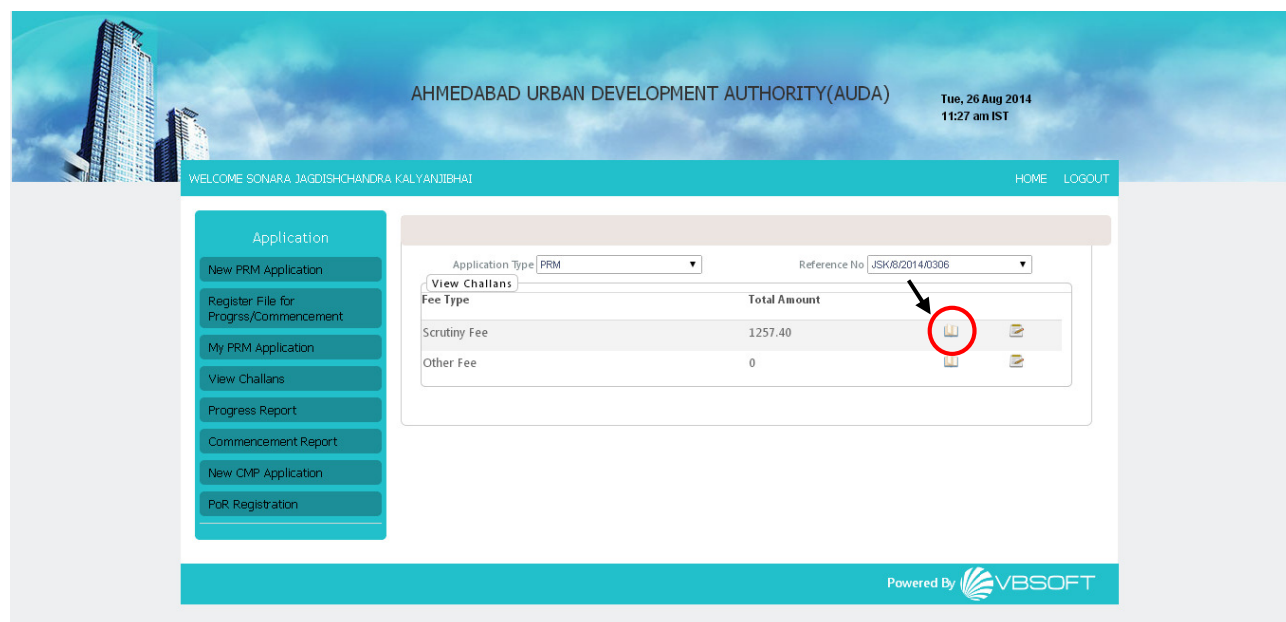 AHMEDABAD URBAN DEVELOPMENT AUTHORITY(AUDA)
Tue, 26 Aug 2014
11:27 am IST
WELCOME SONARA JAGDISHCHANDRA KALYANJIBHAI
HOME LOGOUT
Application
New PRM Application
Register File for
Progrss/Commencement
My PRM Application
View Challans
Progress Report
Commencement Report
New CMP Application
PoR Registration
Application Type PRM Reference No JSK/8/2014/0306
View Challans
Fee Type Total Amount
Scrutiny Fee 1257.40
Other Fee 0
Powered By VBSOFT